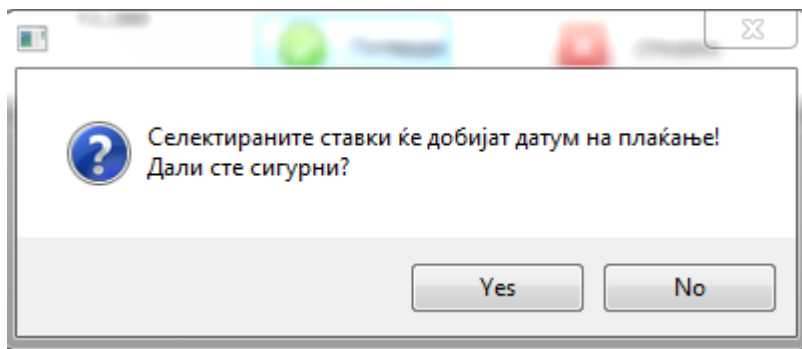 Селектираните ставки ќе добијат датум на плаќање!
Дали сте сигурни?
Yes
No